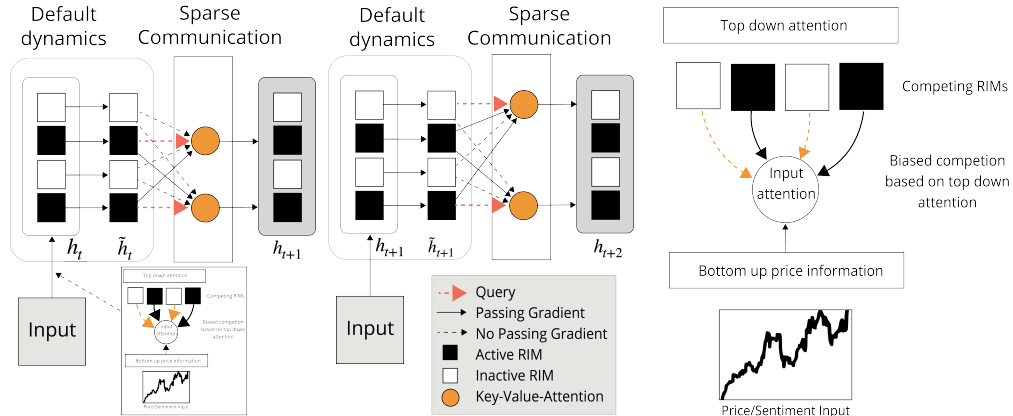 Default
dynamics
Sparse
Communication
h_t
h̃_t
h_{t+1}
Input
Top down attention
Competing RIMs
Biased competion
based on top down
attention
Input
attention
Bottom up price information
Price/Sentiment Input
Default
dynamics
Sparse
Communication
h_{t+1}
h̃_{t+1}
h_{t+2}
Input
Query
Passing Gradient
No Passing Gradient
Active RIM
Inactive RIM
Key-Value-Attention
Top down attention
Competing RIMs
Biased competion
based on top down
attention
Input
attention
Bottom up price information
Price/Sentiment Input